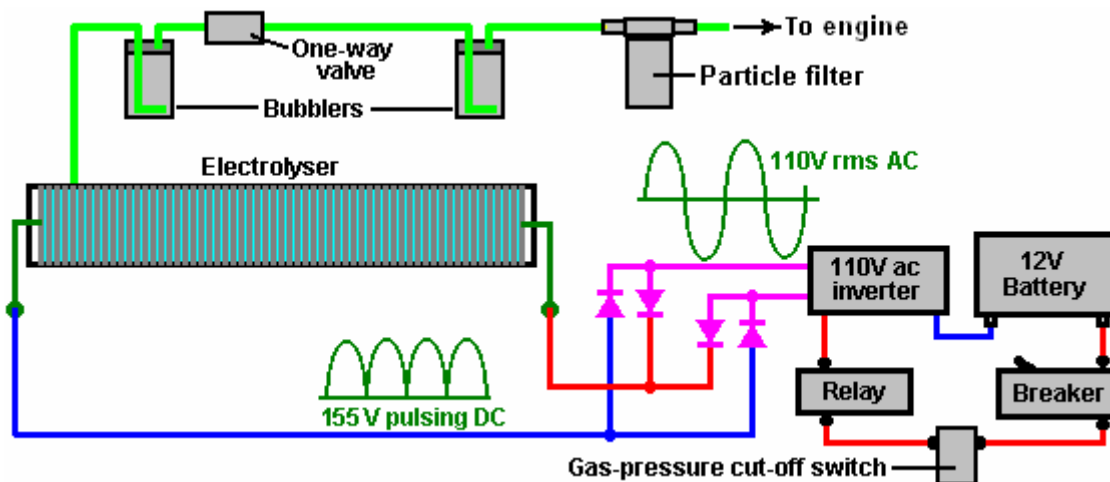 To engine
One-way
valve
Particle filter
Bubblers
Electrolyser
110V rms AC
110V ac
inverter
12V
Battery
155 V pulsing DC
Relay
Breaker
Gas-pressure cut-off switch